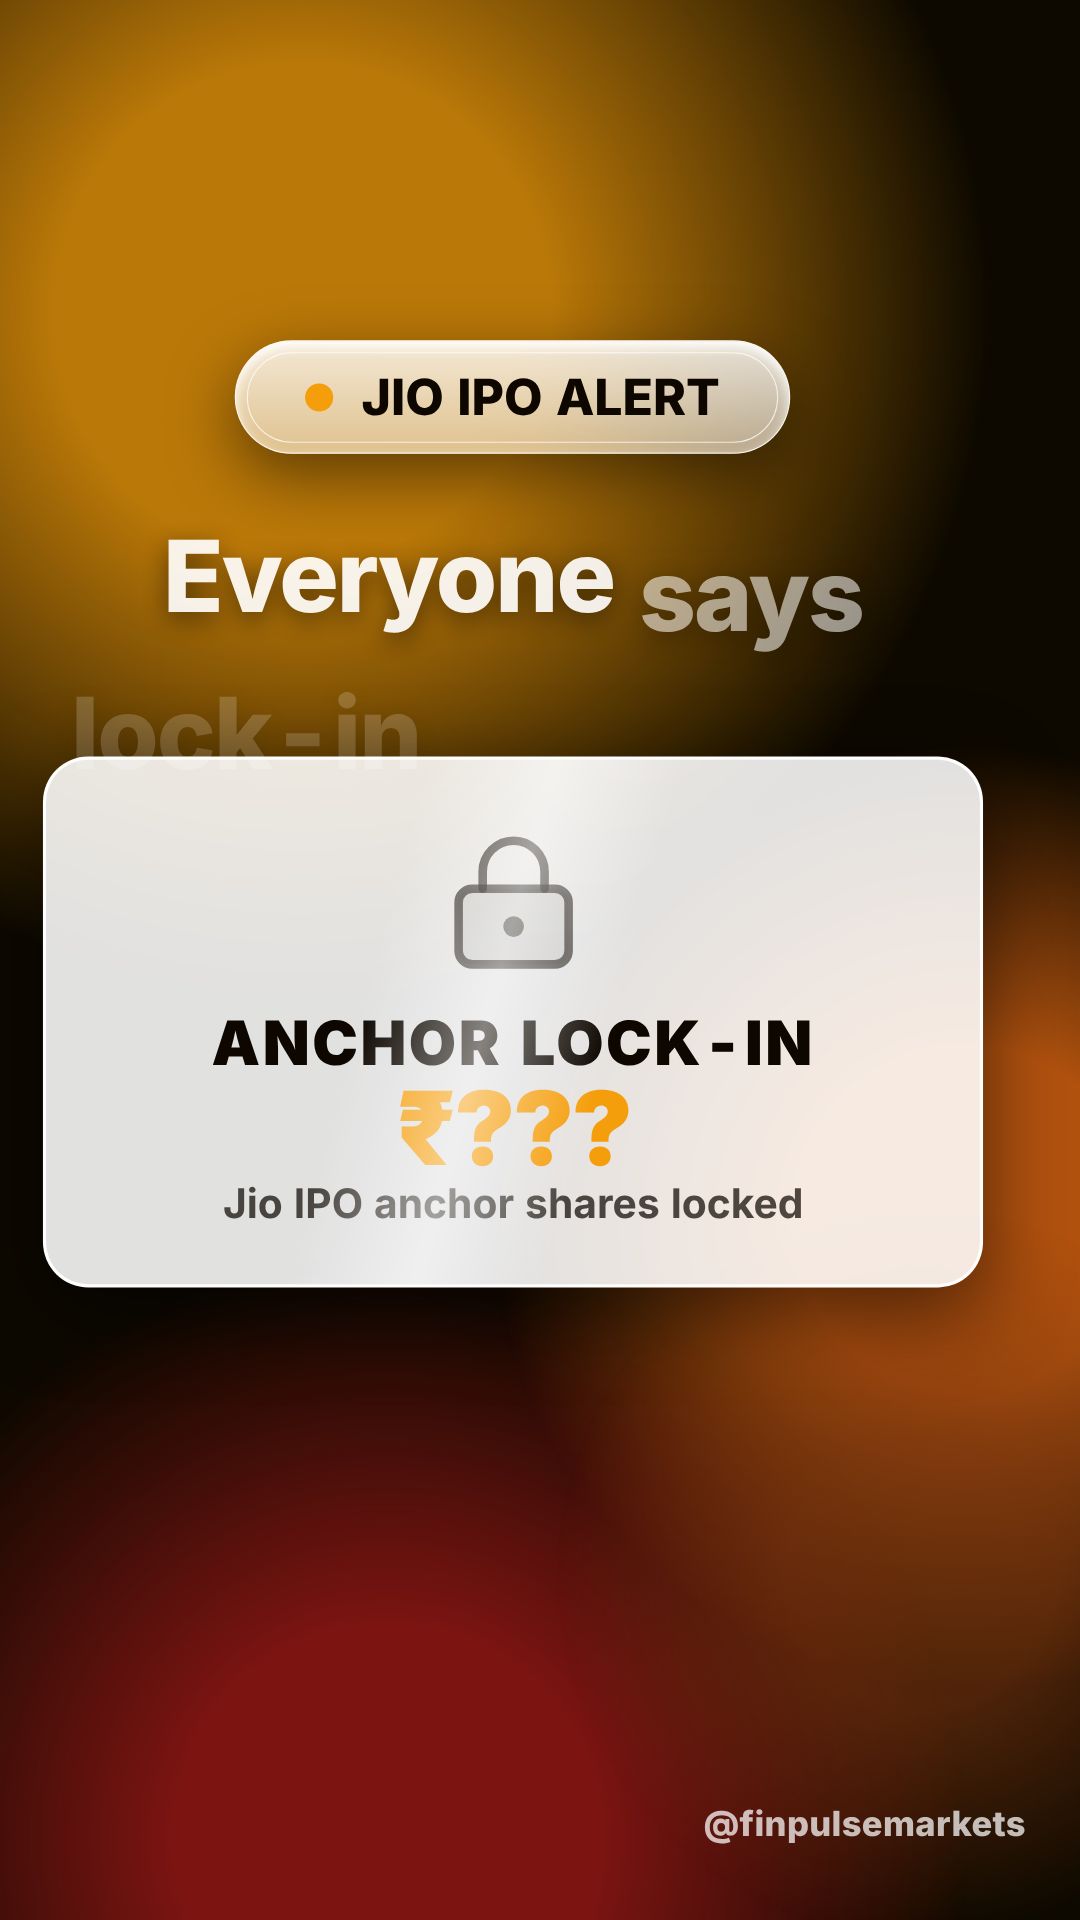 JIO IPO ALERT
Everyone says
lock-in
ANCHOR LOCK-IN
₹???
Jio IPO anchor shares locked
@finpulsemarkets